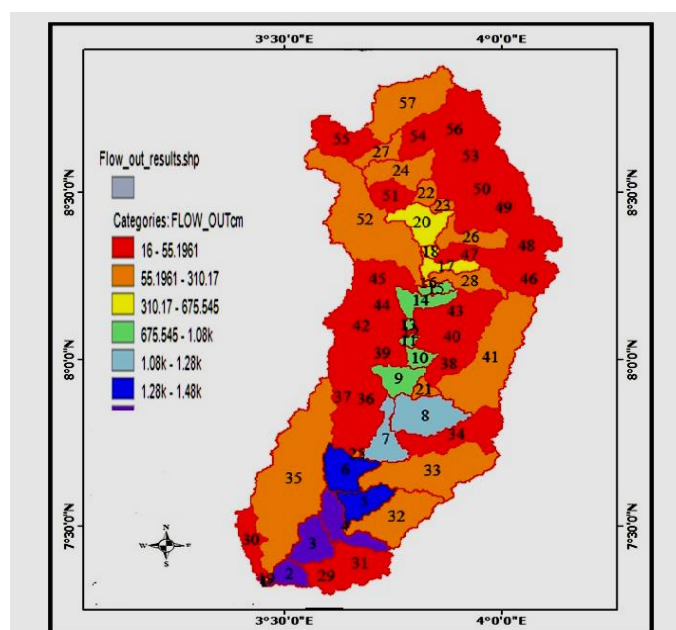 3°30'0"E 4°0'0"E
57
55 54 56
27 53
24
51 22 50
23 49
52 20
26 48
18 47
17 46
45 16 28
15
14
44 43
42 13
40
11
39 10 38 41
9
21
37 36
8
7 34
6 33
35
32
30 3
31
2 29
8°30'0"N
8°0'0"N
7°30'0"N
Flow_out_results.shp
Categories: FLOW_OUTcm
16 - 55.1961
55.1961 - 310.17
310.17 - 675.545
675.545 - 1.08k
1.08k - 1.28k
1.28k - 1.48k
N
W E
S
8°30'0"N
8°0'0"N
7°30'0"N
3°30'0"E 4°0'0"E